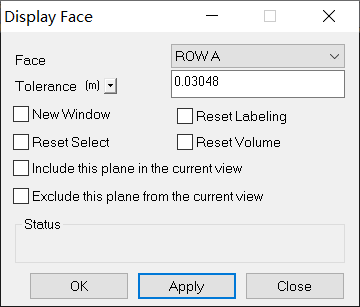 Display Face
Face ROW A
Tolerance (m) 0.03048
New Window Reset Labeling
Reset Select Reset Volume
Include this plane in the current view
Exclude this plane from the current view
Status
OK Apply Close